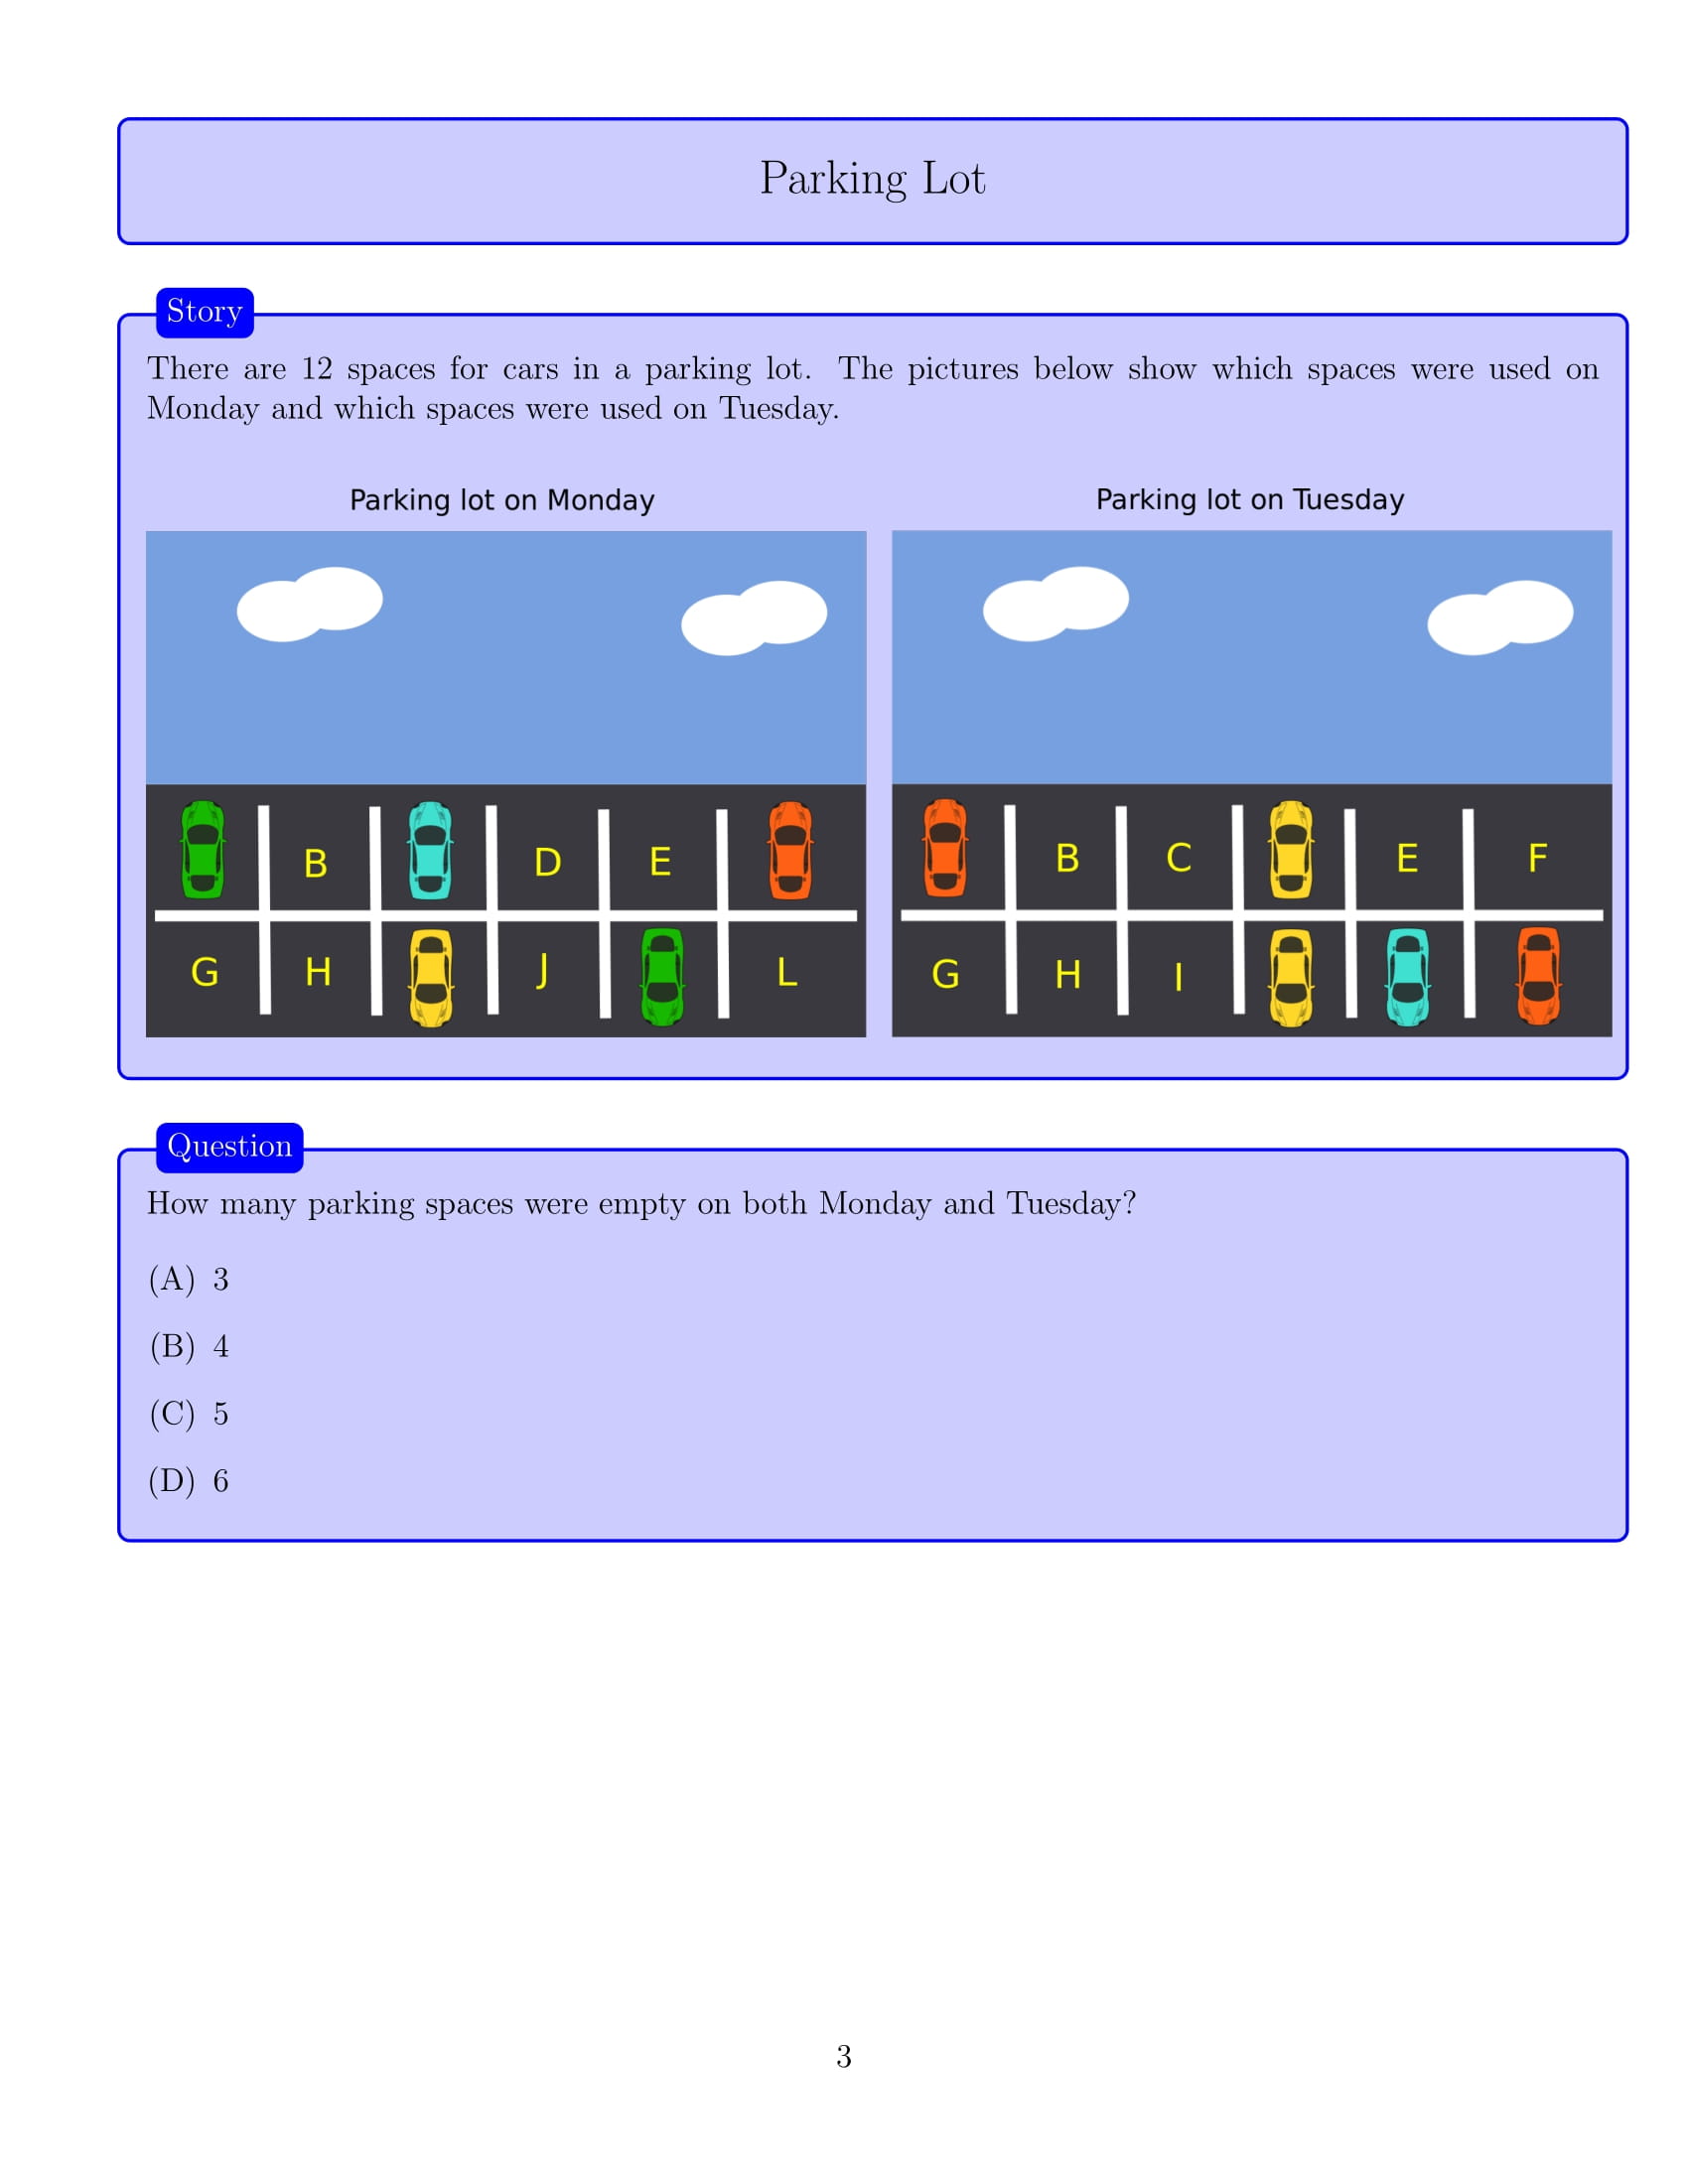 Parking Lot
Story
There are 12 spaces for cars in a parking lot. The pictures below show which spaces were used on
Monday and which spaces were used on Tuesday.
Parking lot on Monday
B
D
E
G
H
J
L
Parking lot on Tuesday
B
C
E
F
G
H
I
Question
How many parking spaces were empty on both Monday and Tuesday?
(A) 3
(B) 4
(C) 5
(D) 6
3